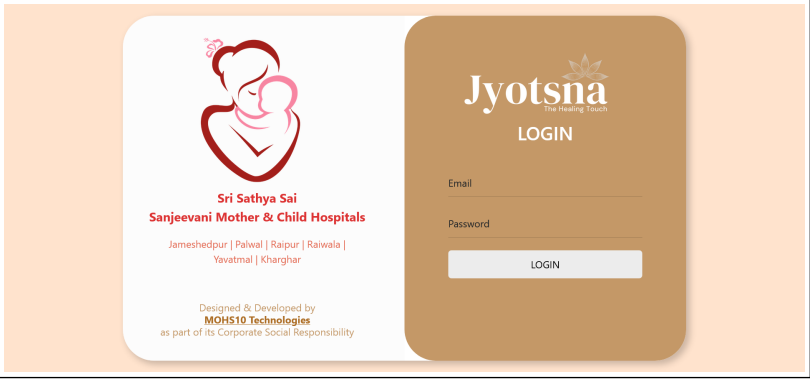 Sri Sathya Sai
Sanjeevani Mother & Child Hospitals
Jameshedpur | Palwal | Raipur | Raiwala |
Yavatmal | Kharghar
Designed & Developed by
MOHS10 Technologies
as part of its Corporate Social Responsibility
Jyotsna
The Healing Touch
LOGIN
Email
Password
LOGIN